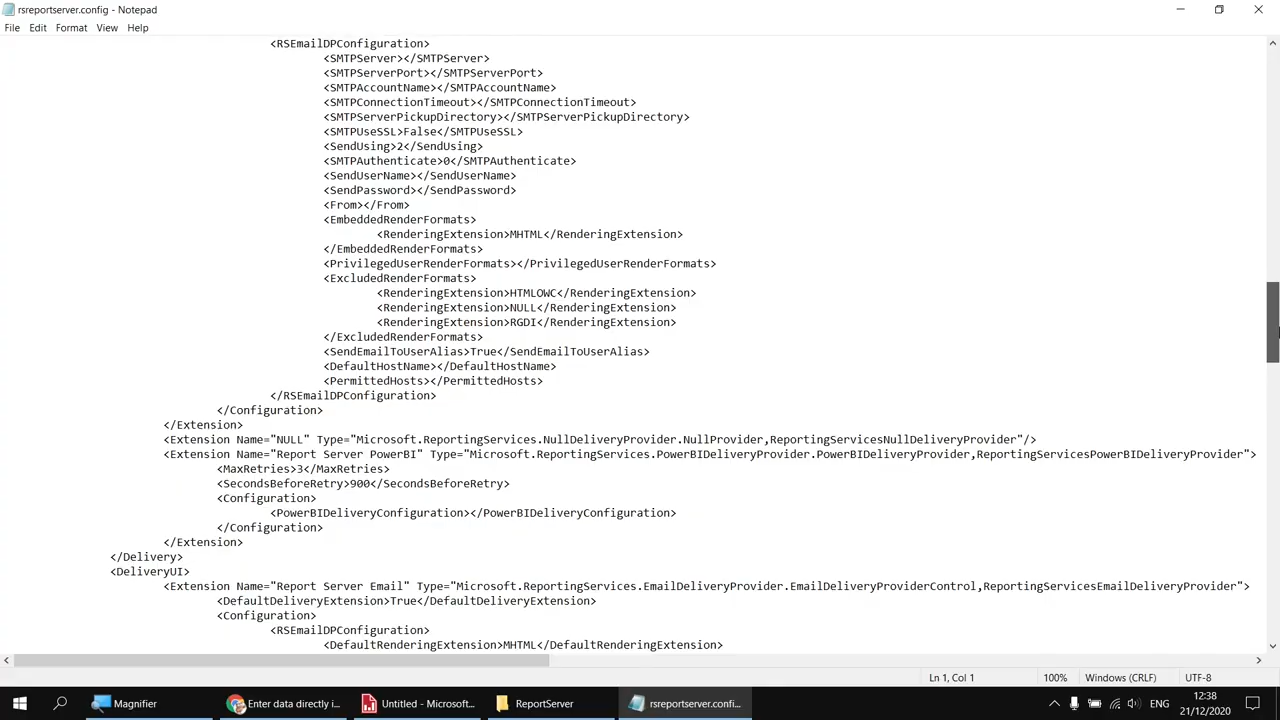 rsreportserver.config - Notepad
File Edit Format View Help
<RSEmailDPConfiguration>
<SMTPServer></SMTPServer>
<SMTPServerPort></SMTPServerPort>
<SMTPAccountName></SMTPAccountName>
<SMTPConnectionTimeout></SMTPConnectionTimeout>
<SMTPServerPickupDirectory></SMTPServerPickupDirectory>
<SMTPUseSSL>False</SMTPUseSSL>
<SendUsing>2</SendUsing>
<SMTPAuthenticate>0</SMTPAuthenticate>
<SendUserName></SendUserName>
<SendPassword></SendPassword>
<From></From>
<EmbeddedRenderFormats>
<RenderingExtension>MHTML</RenderingExtension>
</EmbeddedRenderFormats>
<PrivilegedUserRenderFormats></PrivilegedUserRenderFormats>
<ExcludedRenderFormats>
<RenderingExtension>HTMLOWC</RenderingExtension>
<RenderingExtension>NULL</RenderingExtension>
<RenderingExtension>RGDI</RenderingExtension>
</ExcludedRenderFormats>
<SendEmailToUserAlias>True</SendEmailToUserAlias>
<DefaultHostName></DefaultHostName>
<PermittedHosts></PermittedHosts>
</RSEmailDPConfiguration>
</Configuration>
</Extension>
<Extension Name="NULL" Type="Microsoft.ReportingServices.NullDeliveryProvider.NullProvider,ReportingServicesNullDeliveryProvider"/>
<Extension Name="Report Server PowerBI" Type="Microsoft.ReportingServices.PowerBIDeliveryProvider.PowerBIDeliveryProvider,ReportingServicesPowerBIDeliveryProvider">
<MaxRetries>3</MaxRetries>
<SecondsBeforeRetry>900</SecondsBeforeRetry>
<Configuration>
<PowerBIDeliveryConfiguration></PowerBIDeliveryConfiguration>
</Configuration>
</Extension>
</Delivery>
<DeliveryUI>
<Extension Name="Report Server Email" Type="Microsoft.ReportingServices.EmailDeliveryProvider.EmailDeliveryProviderControl,ReportingServicesEmailDeliveryProvider">
<DefaultDeliveryExtension>True</DefaultDeliveryExtension>
<Configuration>
<RSEmailDPConfiguration>
<DefaultRenderingExtension>MHTML</DefaultRenderingExtension>
Ln 1, Col 1 100% Windows (CRLF) UTF-8
Magnifier Enter data directly i... Untitled - Microsoft... ReportServer rsreportserver.confi... ENG 12:38
21/12/2020